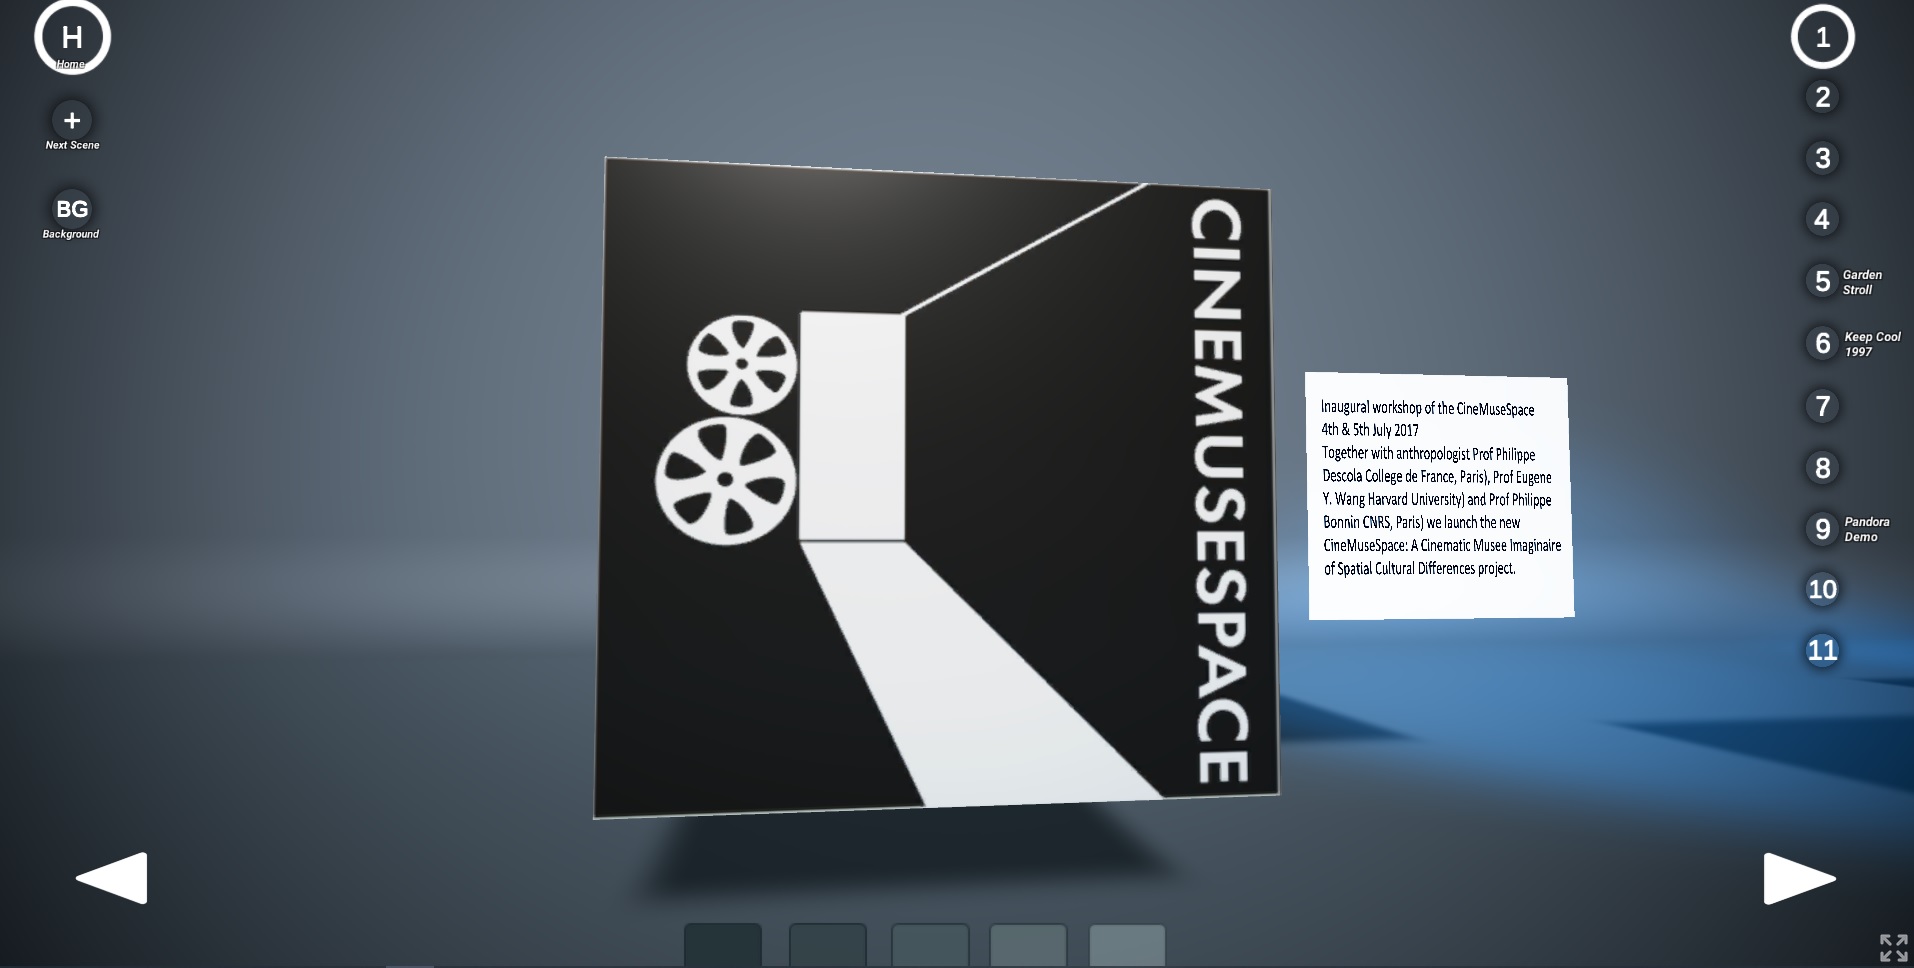 H
Home
+
Next Scene
BG
Background
CINEMUSESPACE
Inaugural workshop of the CineMuseSpace
4th & 5th July 2017
Together with anthropologist Prof Philippe
Descola College de France, Paris), Prof Eugene
Y. Wang Harvard University) and Prof Philippe
Bonnin CNRS, Paris) we launch the new
CineMuseSpace: A Cinematic Musee Imaginaire
of Spatial Cultural Differences project.
1
2
3
4
5
Garden
Stroll
6
Keep Cool
1997
7
8
9
Pandora
Demo
10
11